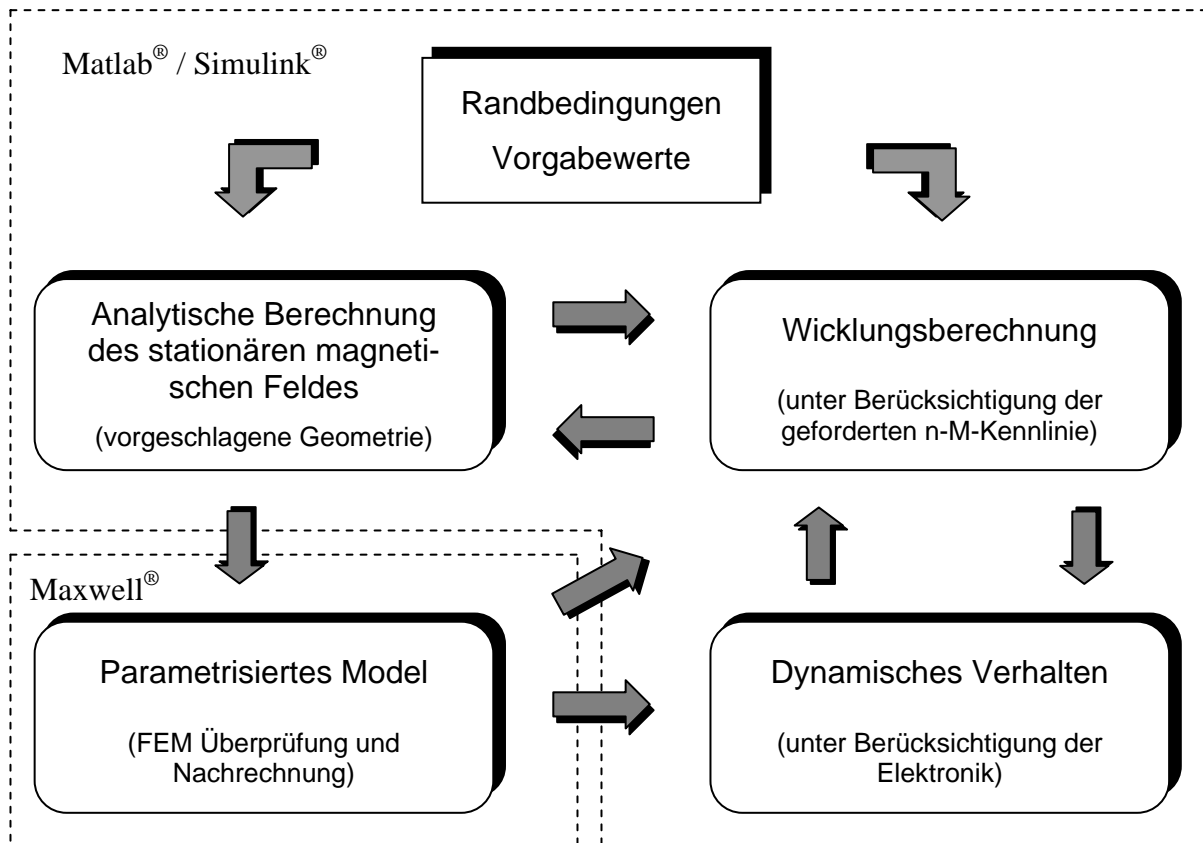 Matlab® / Simulink®
Randbedingungen
Vorgabewerte
Analytische Berechnung
des stationären magneti-
schen Feldes
(vorgeschlagene Geometrie)
Wicklungsberechnung
(unter Berücksichtigung der
geforderten n-M-Kennlinie)
Maxwell®
Parametrisiertes Model
(FEM Überprüfung und
Nachrechnung)
Dynamisches Verhalten
(unter Berücksichtigung der
Elektronik)